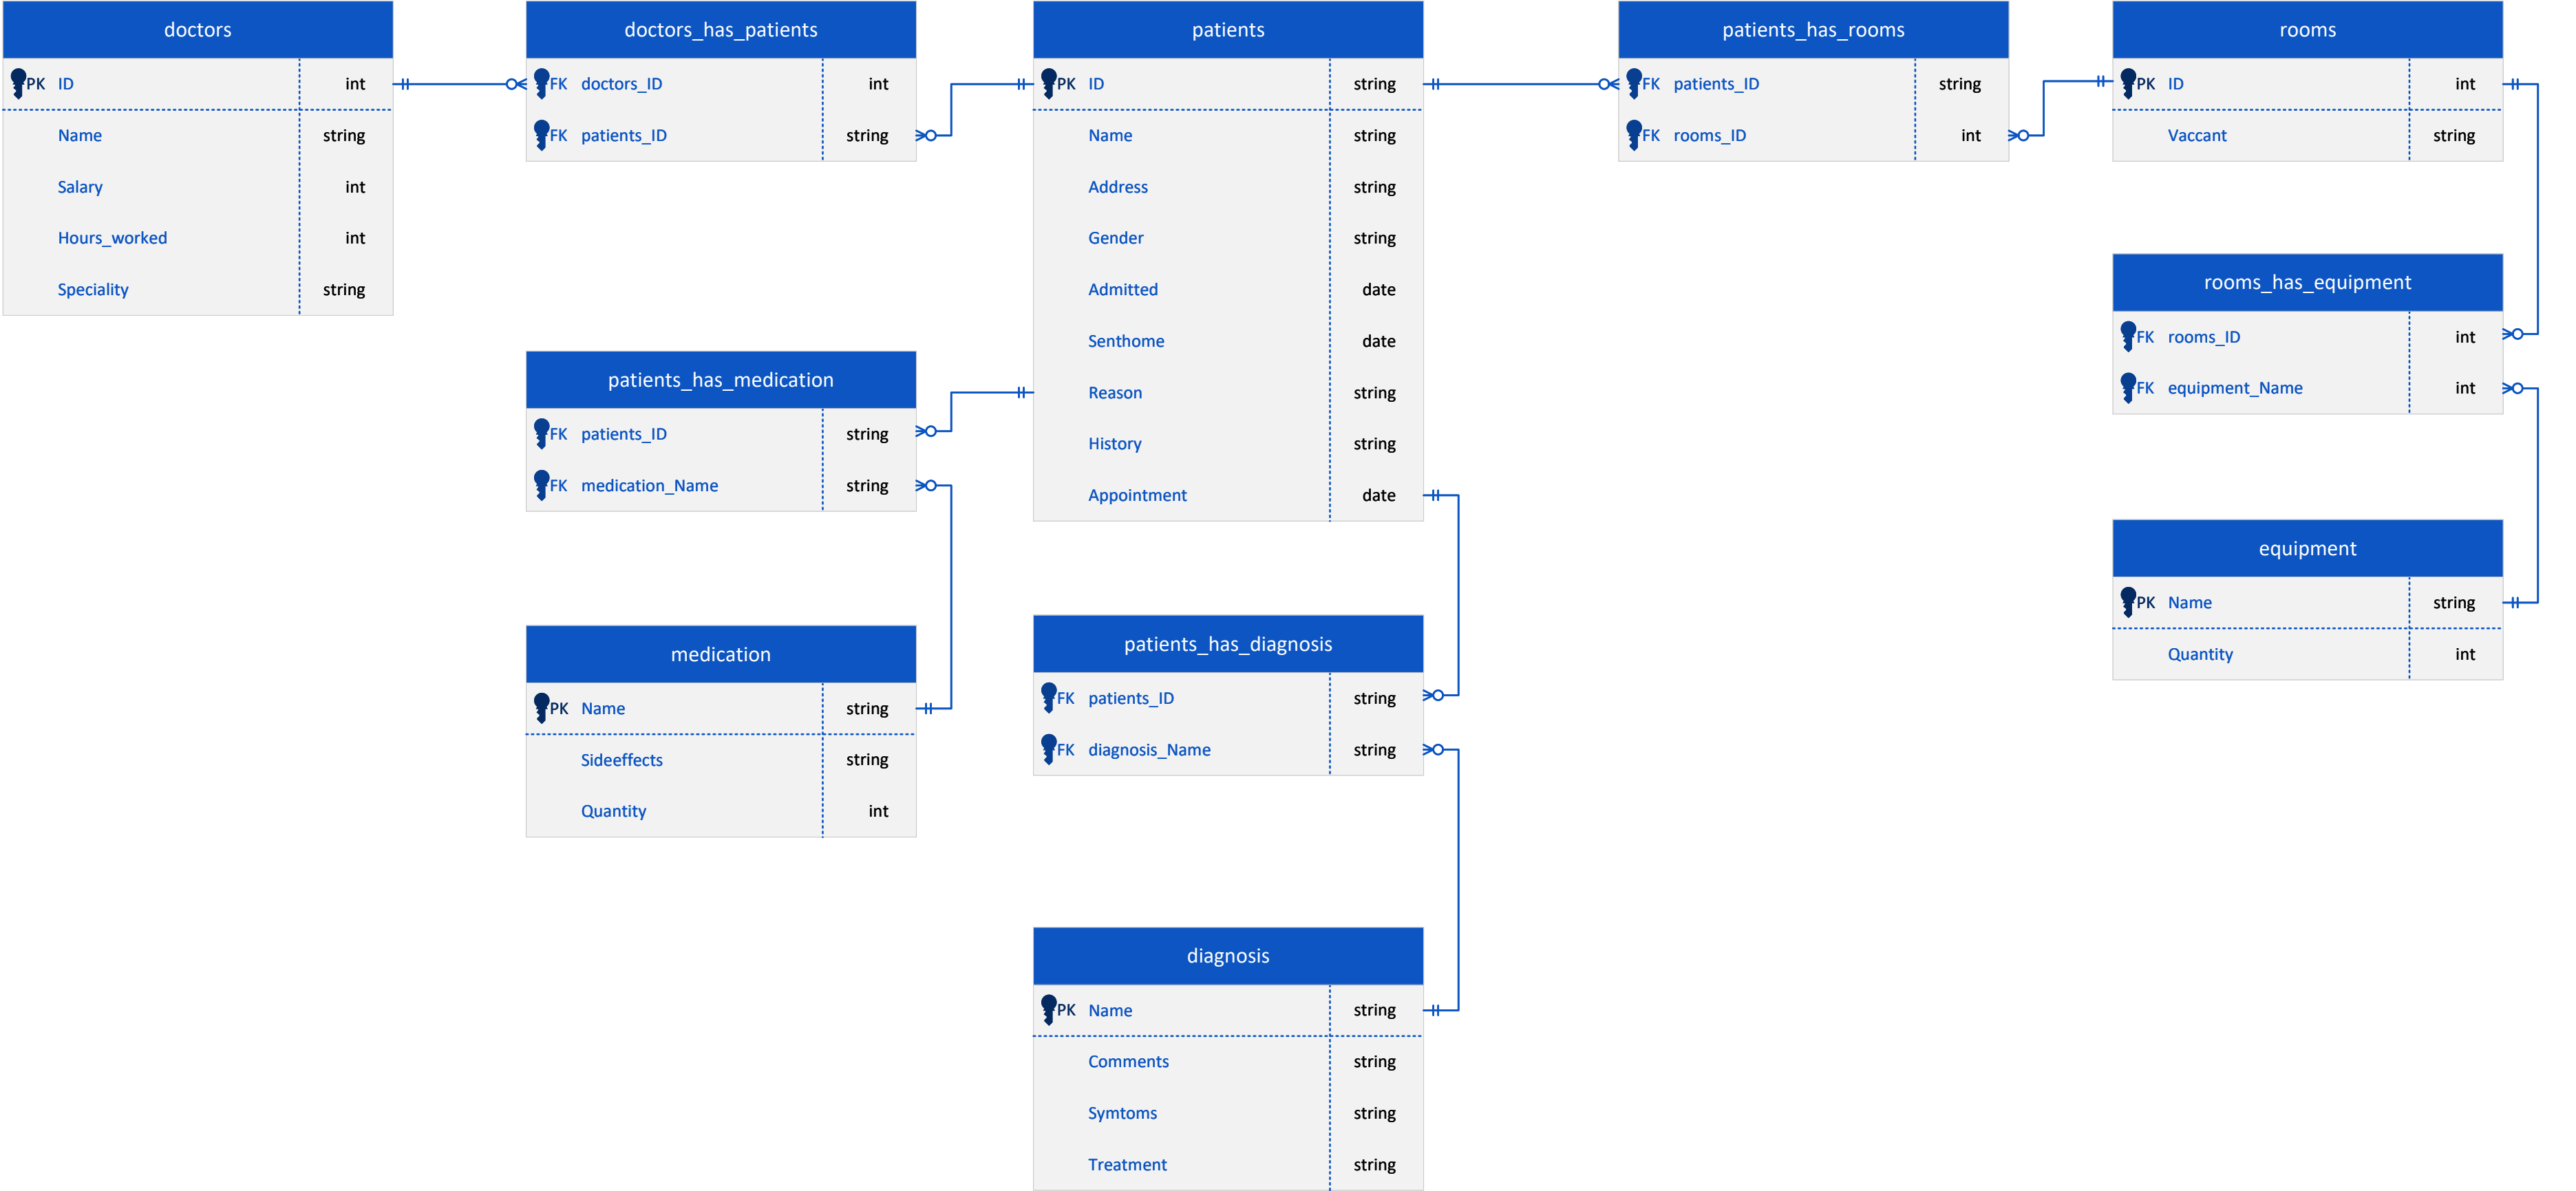 doctors
PK ID int
Name string
Salary int
Hours_worked int
Speciality string
doctors_has_patients
FK doctors_ID int
FK patients_ID string
patients
PK ID string
Name string
Address string
Gender string
Admitted date
Senthome date
Reason string
History string
Appointment date
patients_has_rooms
FK patients_ID string
FK rooms_ID int
rooms
PK ID int
Vaccant string
rooms_has_equipment
FK rooms_ID int
FK equipment_Name int
patients_has_medication
FK patients_ID string
FK medication_Name string
equipment
PK Name string
Quantity int
medication
PK Name string
Sideeffects string
Quantity int
patients_has_diagnosis
FK patients_ID string
FK diagnosis_Name string
diagnosis
PK Name string
Comments string
Symtoms string
Treatment string